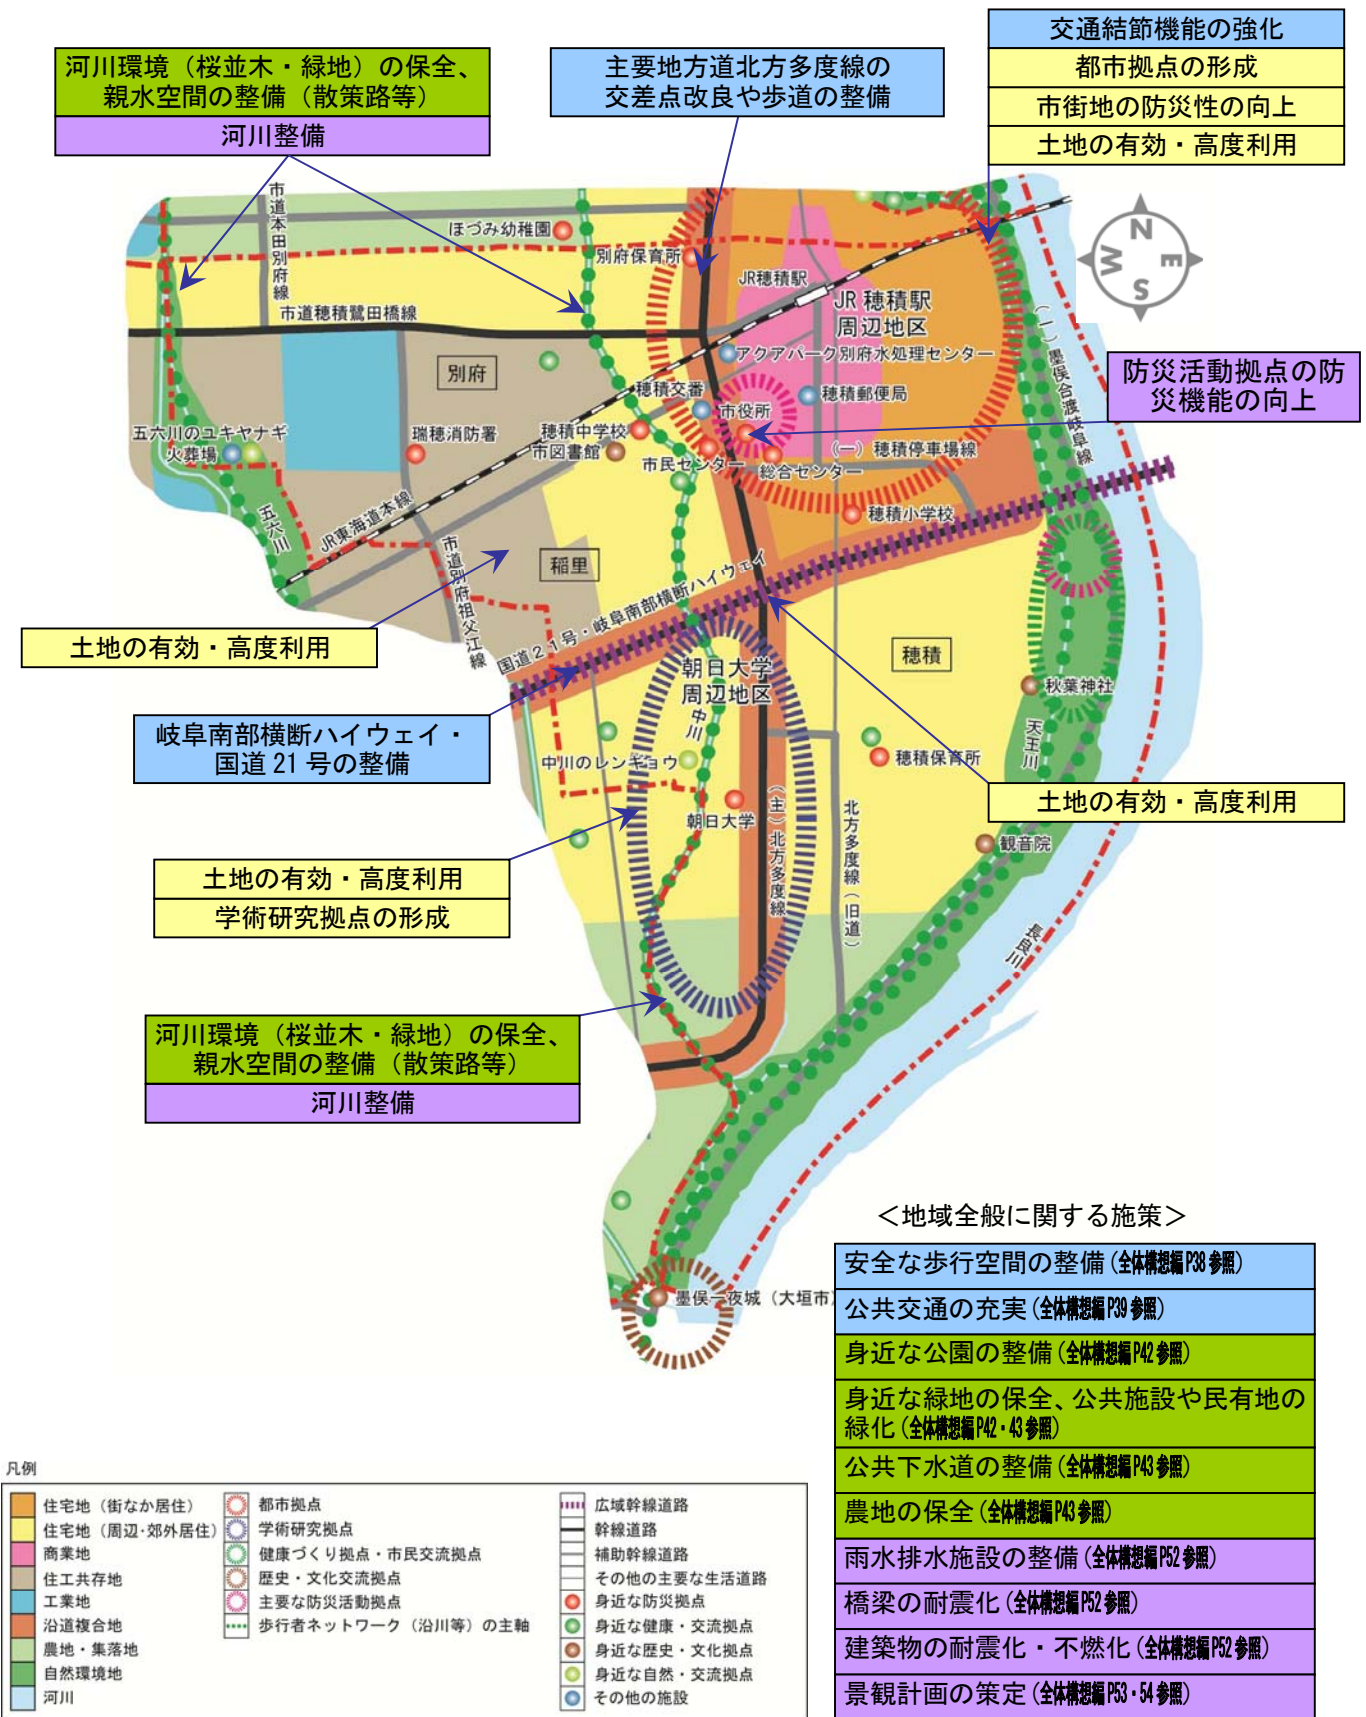 交通結節機能の強化
都市拠点の形成
市街地の防災性の向上
土地の有効・高度利用
河川環境（桜並木・緑地）の保全、
親水空間の整備（散策路等）
河川整備
主要地方道北方多度線の
交差点改良や歩道の整備
市道本田別府線
ほづみ幼稚園
別府保育所
JR穂積駅
JR 穂積駅
周辺地区
市道穂積鷺田橋線
アクアパーク別府水処理センター
別府
穂積交番
市役所
穂積郵便局
(一)墨俣合渡岐阜線
N
E
S
W
防災活動拠点の防
災機能の向上
五六川のユキヤナギ
火葬場
瑞穂消防署
穂積中学校
市図書館
市民センター
総合センター
(一) 穂積停車場線
穂積小学校
五六川
JR東海道本線
市道別府祖父江線
稲里
国道２１号・岐阜南部横断ハイウェイ
土地の有効・高度利用
朝日大学
周辺地区
穂積
秋葉神社
天王川
岐阜南部横断ハイウェイ・
国道 21 号の整備
中川
中川のレンギョウ
穂積保育所
土地の有効・高度利用
朝日大学
(主)北方多度線
北方多度線(旧道)
観音院
土地の有効・高度利用
学術研究拠点の形成
長良川
河川環境（桜並木・緑地）の保全、
親水空間の整備（散策路等）
河川整備
墨俣一夜城（大垣市）
＜地域全般に関する施策＞
安全な歩行空間の整備(全体構想編P38 参照)
公共交通の充実(全体構想編P39 参照)
身近な公園の整備(全体構想編P42 参照)
身近な緑地の保全、公共施設や民有地の
緑化(全体構想編P42・43 参照)
公共下水道の整備(全体構想編P43 参照)
農地の保全(全体構想編P43 参照)
雨水排水施設の整備(全体構想編P52 参照)
橋梁の耐震化(全体構想編P52 参照)
建築物の耐震化・不燃化(全体構想編P52 参照)
景観計画の策定(全体構想編P53・54 参照)
凡例
住宅地（街なか居住）
住宅地（周辺･郊外居住）
商業地
住工共存地
工業地
沿道複合地
農地・集落地
自然環境地
河川
都市拠点
学術研究拠点
健康づくり拠点・市民交流拠点
歴史・文化交流拠点
主要な防災活動拠点
歩行者ネットワーク（沿川等）の主軸
広域幹線道路
幹線道路
補助幹線道路
その他の主要な生活道路
身近な防災拠点
身近な健康・交流拠点
身近な歴史・文化拠点
身近な自然・交流拠点
その他の施設